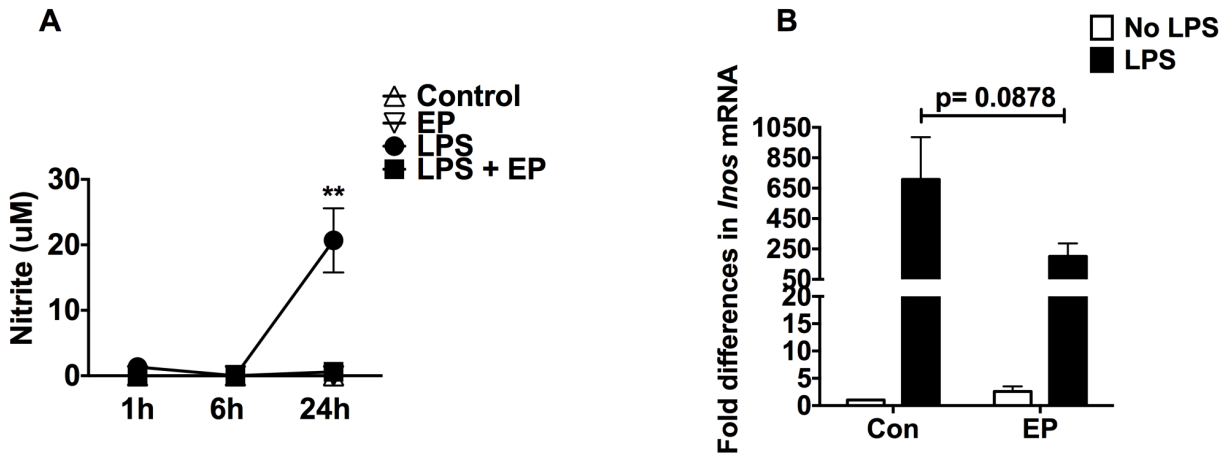 A
Control
EP
LPS
LPS + EP
Nitrite (uM)
30
20
10
0
**
1h
6h
24h
B
No LPS
LPS
p= 0.0878
Fold differences in Inos mRNA
1050
850
650
450
250
50
20
15
10
5
0
Con
EP